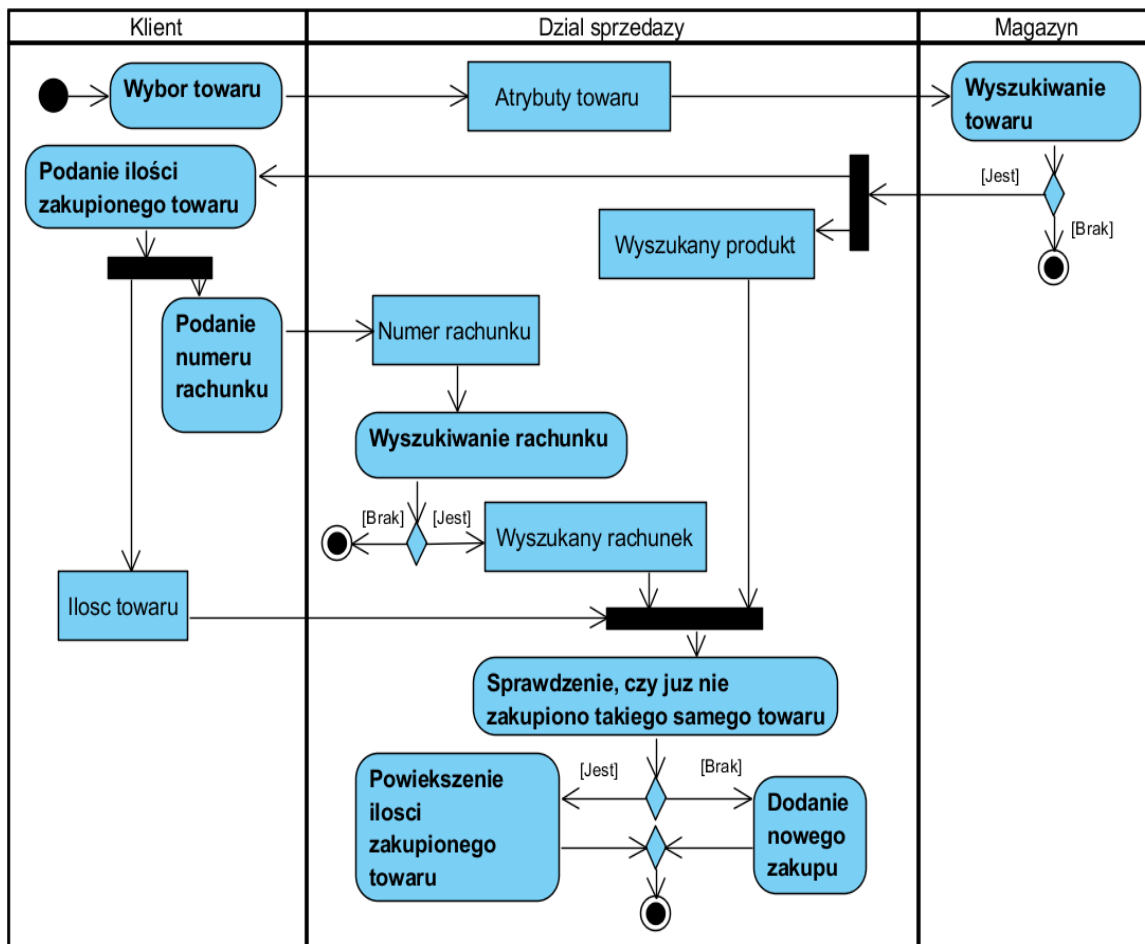 Klient
Dzial sprzedazy
Magazyn
Wybor towaru
Atrybuty towaru
Wyszukiwanie
towaru
Podanie ilości
zakupionego towaru
[Jest]
[Brak]
Wyszukany produkt
Podanie
numeru
rachunku
Numer rachunku
Wyszukiwanie rachunku
[Brak]
[Jest]
Wyszukany rachunek
Ilosc towaru
Sprawdzenie, czy juz nie
zakupiono takiego samego towaru
[Jest]
[Brak]
Powiekszenie
ilosci
zakupionego
towaru
Dodanie
nowego
zakupu